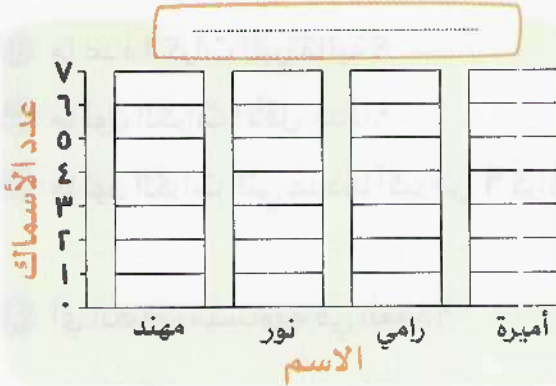 عدد الأسماك
٧
٦
٥
٤
٣
٢
١
٠
مهند نور رامي أميرة
الاسم